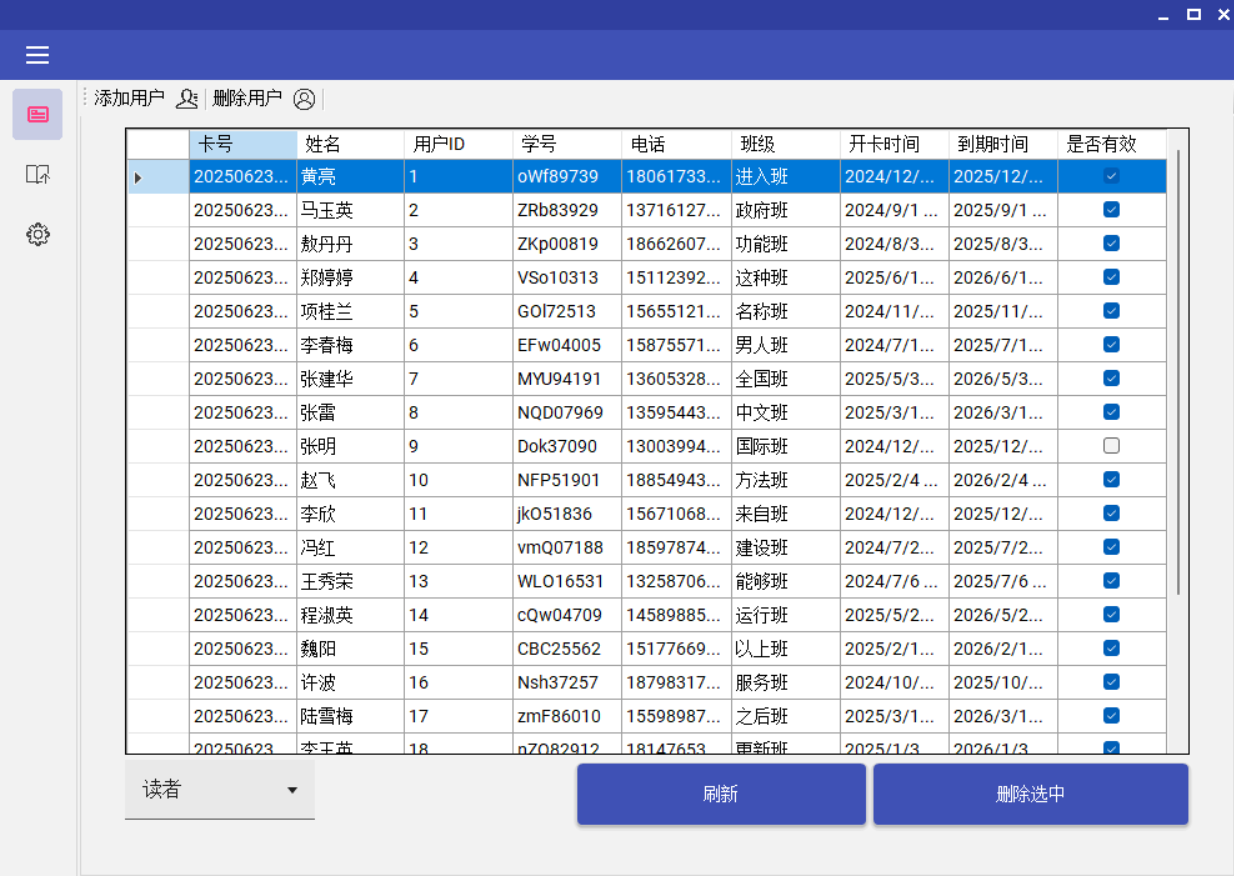 添加用户 删除用户
卡号 姓名 用户ID 学号 电话 班级 开卡时间 到期时间 是否有效
20250623... 黄亮 1 oWf89739 18061733... 进入班 2024/12/... 2025/12/...
20250623... 马玉英 2 ZRb83929 13716127... 政府班 2024/9/1 ... 2025/9/1 ...
20250623... 敖丹丹 3 ZKp00819 18662607... 功能班 2024/8/3... 2025/8/3...
20250623... 郑婷婷 4 VSo10313 15112392... 这种班 2025/6/1... 2026/6/1...
20250623... 项桂兰 5 GOl72513 15655121... 名称班 2024/11/... 2025/11/...
20250623... 李春梅 6 EFw04005 15875571... 男人班 2024/7/1... 2025/7/1...
20250623... 张建华 7 MYU94191 13605328... 全国班 2025/5/3... 2026/5/3...
20250623... 张雷 8 NQD07969 13595443... 中文班 2025/3/1... 2026/3/1...
20250623... 张明 9 Dok37090 13003994... 国际班 2024/12/... 2025/12/...
20250623... 赵飞 10 NFP51901 18854943... 方法班 2025/2/4 ... 2026/2/4 ...
20250623... 李欣 11 jkO51836 15671068... 来自班 2024/12/... 2025/12/...
20250623... 冯红 12 vmQ07188 18597874... 建设班 2024/7/2... 2025/7/2...
20250623... 王秀荣 13 WLO16531 13258706... 能够班 2024/7/6 ... 2025/7/6 ...
20250623... 程淑英 14 cQw04709 14589885... 运行班 2025/5/2... 2026/5/2...
20250623... 魏阳 15 CBC25562 15177669... 以上班 2025/2/1... 2026/2/1...
20250623... 许波 16 Nsh37257 18798317... 服务班 2024/10/... 2025/10/...
20250623... 陆雪梅 17 zmF86010 15598987... 之后班 2025/3/1... 2026/3/1...
20250623... 18 18147653... 更新班 2025/1/3... 2026/1/3...
读者 刷新 删除选中